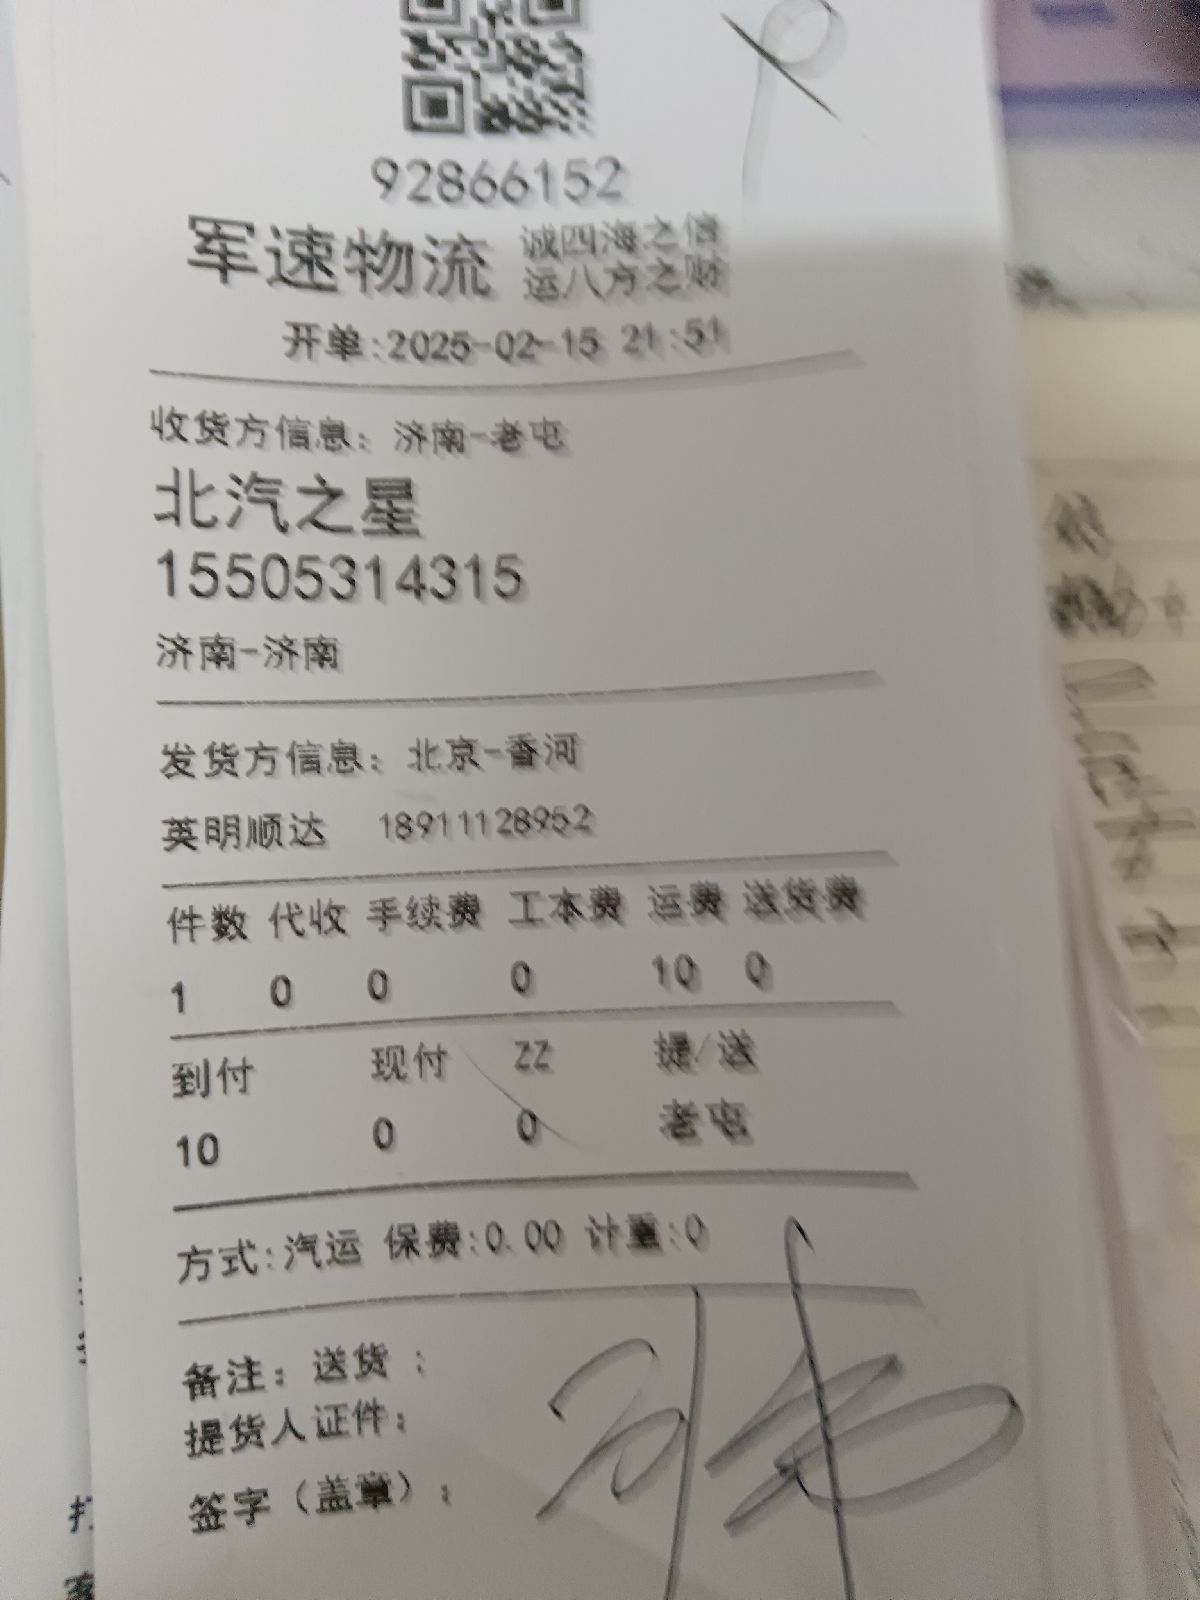 92866152
军速物流 诚四海之信
运八方之财
开单:2025-02-15 21:51
收货方信息: 济南-老屯
北汽之星
15505314315
济南-济南
发货方信息: 北京-香河
英明顺达 18911128952
件数 代收 手续费 工本费 运费 送货费
1 0 0 0 10 0
到付 现付 ZZ 提/送
10 0 0 老屯
方式:汽运 保费:0.00 计重:0
备注: 送货 :
提货人证件:
签字(盖章):